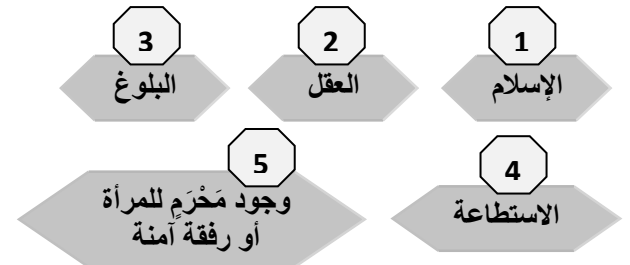 1
الإسلام
2
العقل
3
البلوغ
4
الاستطاعة
5
وجود مَحْرَمٍ للمرأة
أو رفقة آمنة